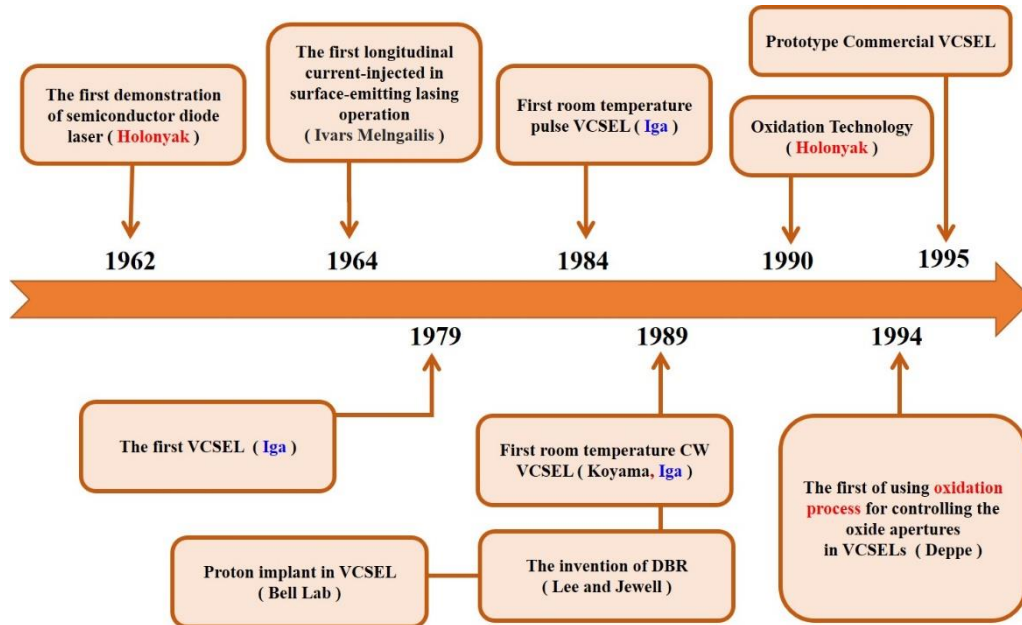 The first demonstration
of semiconductor diode
laser ( Holonyak )
The first longitudinal
current-injected in
surface-emitting lasing
operation
( Ivars Melngailis )
First room temperature
pulse VCSEL ( Iga )
Oxidation Technology
( Holonyak )
Prototype Commercial VCSEL
1962
1964
1984
1990
1995
1979
1989
1994
The first VCSEL ( Iga )
First room temperature CW
VCSEL ( Koyama, Iga )
Proton implant in VCSEL
( Bell Lab )
The invention of DBR
( Lee and Jewell )
The first of using oxidation
process for controlling the
oxide apertures
in VCSELs ( Deppe )